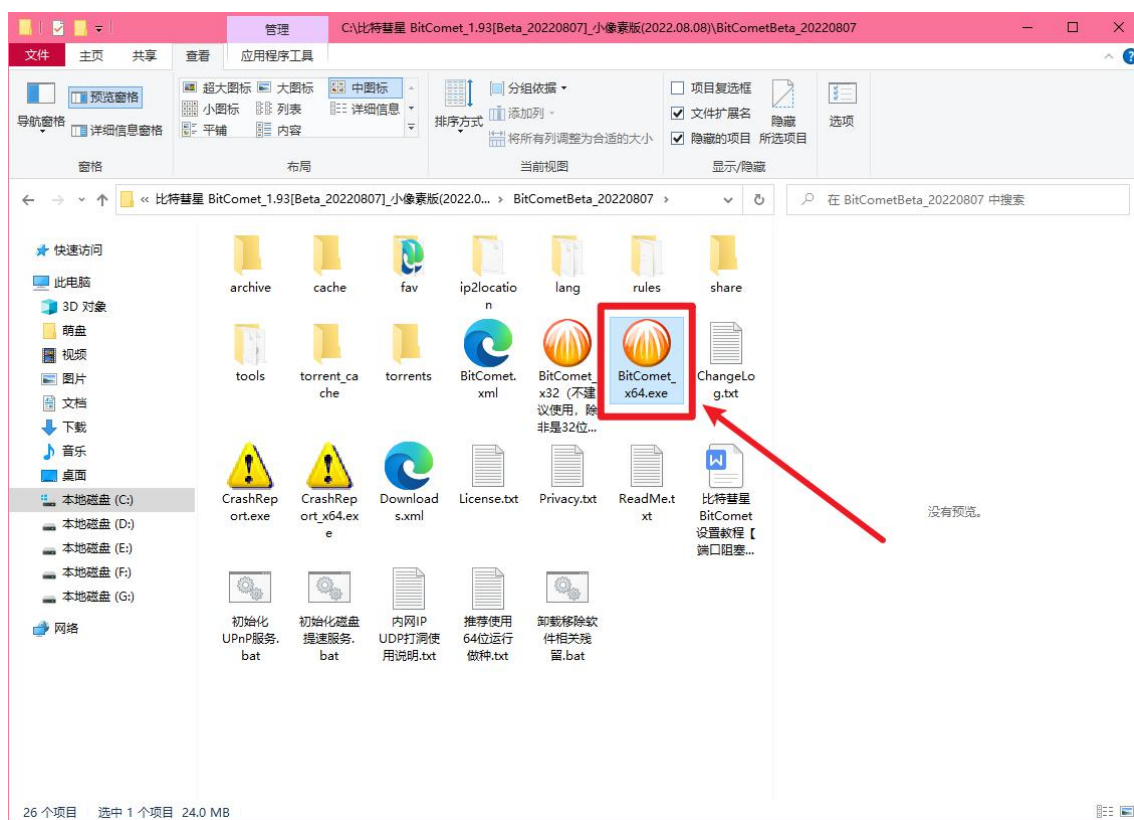 管理
C:\比特彗星 BitComet_1.93[Beta_20220807]_小像素版(2022.08.08)\BitCometBeta_20220807
文件 主页 共享 查看 应用程序工具
导航窗格
预览窗格
详细信息窗格
窗格
超大图标 大图标 中图标
小图标 列表 详细信息
平铺 内容
布局
排序方式
分组依据
添加列
将所有列调整为合适的大小
当前视图
项目复选框
文件扩展名
隐藏的项目
隐藏
所选项目
显示/隐藏
选项
« 比特彗星 BitComet_1.93[Beta_20220807]_小像素版(2022.0... › BitCometBeta_20220807 ›
在 BitCometBeta_20220807 中搜索
快速访问
此电脑
3D 对象
萌盘
视频
图片
文档
下载
音乐
桌面
本地磁盘 (C:)
本地磁盘 (D:)
本地磁盘 (E:)
本地磁盘 (F:)
本地磁盘 (G:)
网络
archive
cache
fav
ip2locatio
n
lang
rules
share
tools
torrent_ca
che
torrents
BitComet.
xml
BitComet_
x32（不建
议使用，除
非是32位...
BitComet_
x64.exe
ChangeLo
g.txt
CrashRep
ort.exe
CrashRep
ort_x64.ex
e
Download
s.xml
License.txt
Privacy.txt
ReadMe.t
xt
比特彗星
BitComet
设置教程【
端口阻塞...
初始化
UPnP服务.
bat
初始化磁盘
提速服务.
bat
内网IP
UDP打洞使
用说明.txt
推荐使用
64位运行
做种.txt
卸载移除软
件相关残
留.bat
没有预览。
26 个项目 选中 1 个项目 24.0 MB